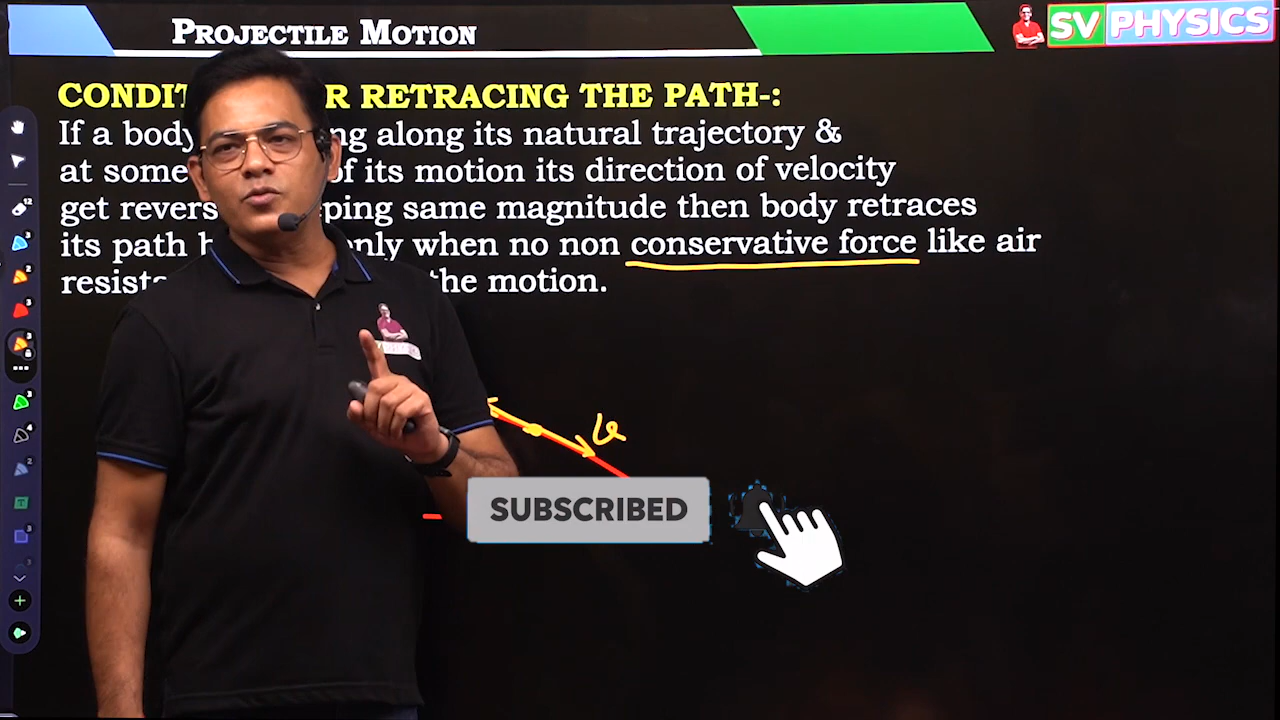 PROJECTILE MOTION
SV PHYSICS
CONDIT R RETRACING THE PATH-:
If a body ng along its natural trajectory &
at some of its motion its direction of velocity
get revers ping same magnitude then body retraces
its path b only when no non conservative force like air
resista the motion.
SUBSCRIBED